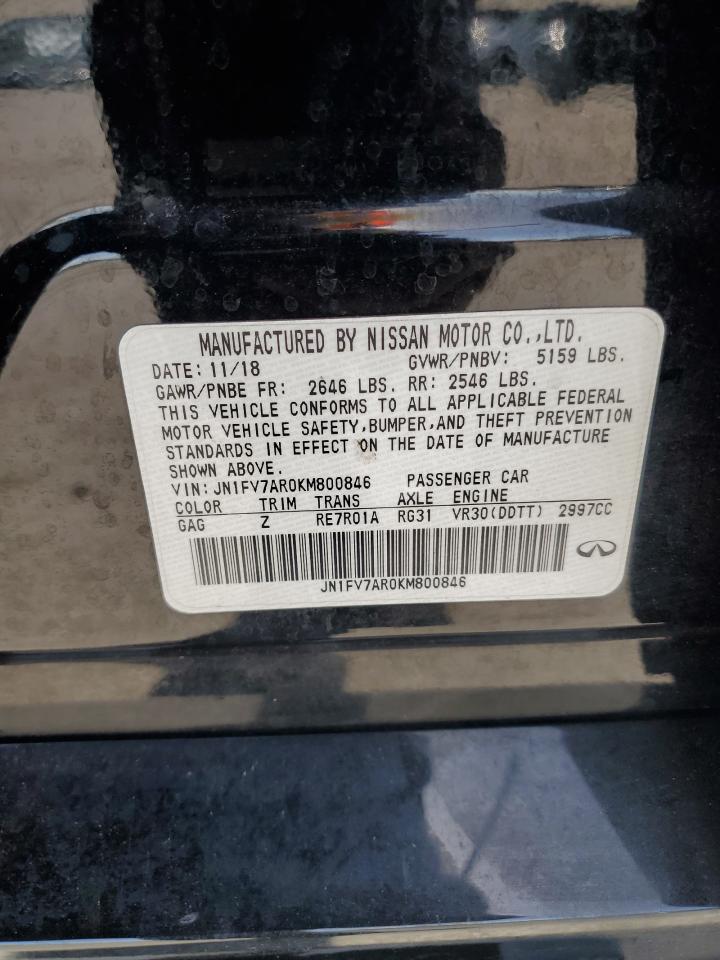 MANUFACTURED BY NISSAN MOTOR CO.,LTD.
DATE: 11/18 GVWR/PNBV: 5159 LBS.
GAWR/PNBE FR: 2646 LBS. RR: 2546 LBS.
THIS VEHICLE CONFORMS TO ALL APPLICABLE FEDERAL
MOTOR VEHICLE SAFETY,BUMPER,AND THEFT PREVENTION
STANDARDS IN EFFECT ON THE DATE OF MANUFACTURE
SHOWN ABOVE.
VIN: JN1FV7AR0KM800846 PASSENGER CAR
COLOR TRIM TRANS AXLE ENGINE
GAG Z RE7R01A RG31 VR30(DDTT) 2997CC
JN1FV7AR0KM800846